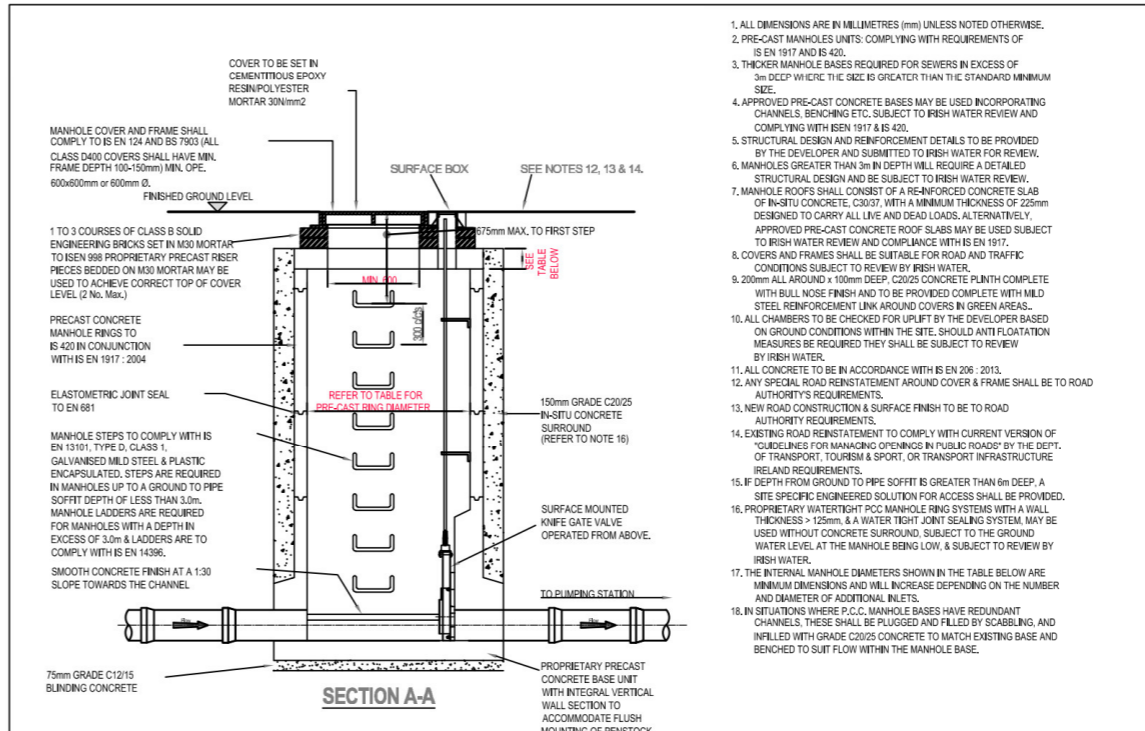 COVER TO BE SET IN
CEMENTITIOUS EPOXY
RESIN/POLYESTER
MORTAR 30N/mm2
MANHOLE COVER AND FRAME SHALL
COMPLY TO IS EN 124 AND BS 7903 (ALL
CLASS D400 COVERS SHALL HAVE MIN.
FRAME DEPTH 100-150mm) MIN. OPE.
600x600mm or 600mm Ø.
FINISHED GROUND LEVEL
SURFACE BOX
SEE NOTES 12, 13 & 14.
1 TO 3 COURSES OF CLASS B SOLID
ENGINEERING BRICKS SET IN M30 MORTAR
TO ISEN 998 PROPRIETARY PRECAST RISER
PIECES BEDDED ON M30 MORTAR MAY BE
USED TO ACHIEVE CORRECT TOP OF COVER
LEVEL (2 No. Max.)
675mm MAX. TO FIRST STEP
SEE
TABLE
BELOW
MIN. 600
300 c/cs
PRECAST CONCRETE
MANHOLE RINGS TO
IS 420 IN CONJUNCTION
WITH IS EN 1917 : 2004
ELASTOMETRIC JOINT SEAL
TO EN 681
REFER TO TABLE FOR
PRE-CAST RING DIAMETER
150mm GRADE C20/25
IN-SITU CONCRETE
SURROUND
(REFER TO NOTE 16)
MANHOLE STEPS TO COMPLY WITH IS
EN 13101, TYPE D, CLASS 1,
GALVANISED MILD STEEL & PLASTIC
ENCAPSULATED. STEPS ARE REQUIRED
IN MANHOLES UP TO A GROUND TO PIPE
SOFFIT DEPTH OF LESS THAN 3.0m.
MANHOLE LADDERS ARE REQUIRED
FOR MANHOLES WITH A DEPTH IN
EXCESS OF 3.0m & LADDERS ARE TO
COMPLY WITH IS EN 14396.
SURFACE MOUNTED
KNIFE GATE VALVE
OPERATED FROM ABOVE.
SMOOTH CONCRETE FINISH AT A 1:30
SLOPE TOWARDS THE CHANNEL
TO PUMPING STATION
75mm GRADE C12/15
BLINDING CONCRETE
SECTION A-A
PROPRIETARY PRECAST
CONCRETE BASE UNIT
WITH INTEGRAL VERTICAL
WALL SECTION TO
ACCOMMODATE FLUSH
MOUNTING OF PENSTOCK
1. ALL DIMENSIONS ARE IN MILLIMETRES (mm) UNLESS NOTED OTHERWISE.
2. PRE-CAST MANHOLES UNITS: COMPLYING WITH REQUIREMENTS OF
IS EN 1917 AND IS 420.
3. THICKER MANHOLE BASES REQUIRED FOR SEWERS IN EXCESS OF
3m DEEP WHERE THE SIZE IS GREATER THAN THE STANDARD MINIMUM
SIZE.
4. APPROVED PRE-CAST CONCRETE BASES MAY BE USED INCORPORATING
CHANNELS, BENCHING ETC. SUBJECT TO IRISH WATER REVIEW AND
COMPLYING WITH ISEN 1917 & IS 420.
5. STRUCTURAL DESIGN AND REINFORCEMENT DETAILS TO BE PROVIDED
BY THE DEVELOPER AND SUBMITTED TO IRISH WATER FOR REVIEW.
6. MANHOLES GREATER THAN 3m IN DEPTH WILL REQUIRE A DETAILED
STRUCTURAL DESIGN AND BE SUBJECT TO IRISH WATER REVIEW.
7. MANHOLE ROOFS SHALL CONSIST OF A RE-INFORCED CONCRETE SLAB
OF IN-SITU CONCRETE, C30/37, WITH A MINIMUM THICKNESS OF 225mm
DESIGNED TO CARRY ALL LIVE AND DEAD LOADS. ALTERNATIVELY,
APPROVED PRE-CAST CONCRETE ROOF SLABS MAY BE USED SUBJECT
TO IRISH WATER REVIEW AND COMPLIANCE WITH IS EN 1917.
8. COVERS AND FRAMES SHALL BE SUITABLE FOR ROAD AND TRAFFIC
CONDITIONS SUBJECT TO REVIEW BY IRISH WATER.
9. 200mm ALL AROUND x 100mm DEEP, C20/25 CONCRETE PLINTH COMPLETE
WITH BULL NOSE FINISH AND TO BE PROVIDED COMPLETE WITH MILD
STEEL REINFORCEMENT LINK AROUND COVERS IN GREEN AREAS..
10. ALL CHAMBERS TO BE CHECKED FOR UPLIFT BY THE DEVELOPER BASED
ON GROUND CONDITIONS WITHIN THE SITE. SHOULD ANTI FLOATATION
MEASURES BE REQUIRED THEY SHALL BE SUBJECT TO REVIEW
BY IRISH WATER.
11. ALL CONCRETE TO BE IN ACCORDANCE WITH IS EN 206 : 2013.
12. ANY SPECIAL ROAD REINSTATEMENT AROUND COVER & FRAME SHALL BE TO ROAD
AUTHORITY'S REQUIREMENTS.
13. NEW ROAD CONSTRUCTION & SURFACE FINISH TO BE TO ROAD
AUTHORITY REQUIREMENTS.
14. EXISTING ROAD REINSTATEMENT TO COMPLY WITH CURRENT VERSION OF
"GUIDELINES FOR MANAGING OPENINGS IN PUBLIC ROADS" BY THE DEPT.
OF TRANSPORT, TOURISM & SPORT, OR TRANSPORT INFRASTRUCTURE
IRELAND REQUIREMENTS.
15. IF DEPTH FROM GROUND TO PIPE SOFFIT IS GREATER THAN 6m DEEP, A
SITE SPECIFIC ENGINEERED SOLUTION FOR ACCESS SHALL BE PROVIDED.
16. PROPRIETARY WATERTIGHT PCC MANHOLE RING SYSTEMS WITH A WALL
THICKNESS > 125mm, & A WATER TIGHT JOINT SEALING SYSTEM, MAY BE
USED WITHOUT CONCRETE SURROUND, SUBJECT TO THE GROUND
WATER LEVEL AT THE MANHOLE BEING LOW, & SUBJECT TO REVIEW BY
IRISH WATER.
17. THE INTERNAL MANHOLE DIAMETERS SHOWN IN THE TABLE BELOW ARE
MINIMUM DIMENSIONS AND WILL INCREASE DEPENDING ON THE NUMBER
AND DIAMETER OF ADDITIONAL INLETS.
18. IN SITUATIONS WHERE P.C.C. MANHOLE BASES HAVE REDUNDANT
CHANNELS, THESE SHALL BE PLUGGED AND FILLED BY SCABBLING, AND
INFILLED WITH GRADE C20/25 CONCRETE TO MATCH EXISTING BASE AND
BENCHED TO SUIT FLOW WITHIN THE MANHOLE BASE.